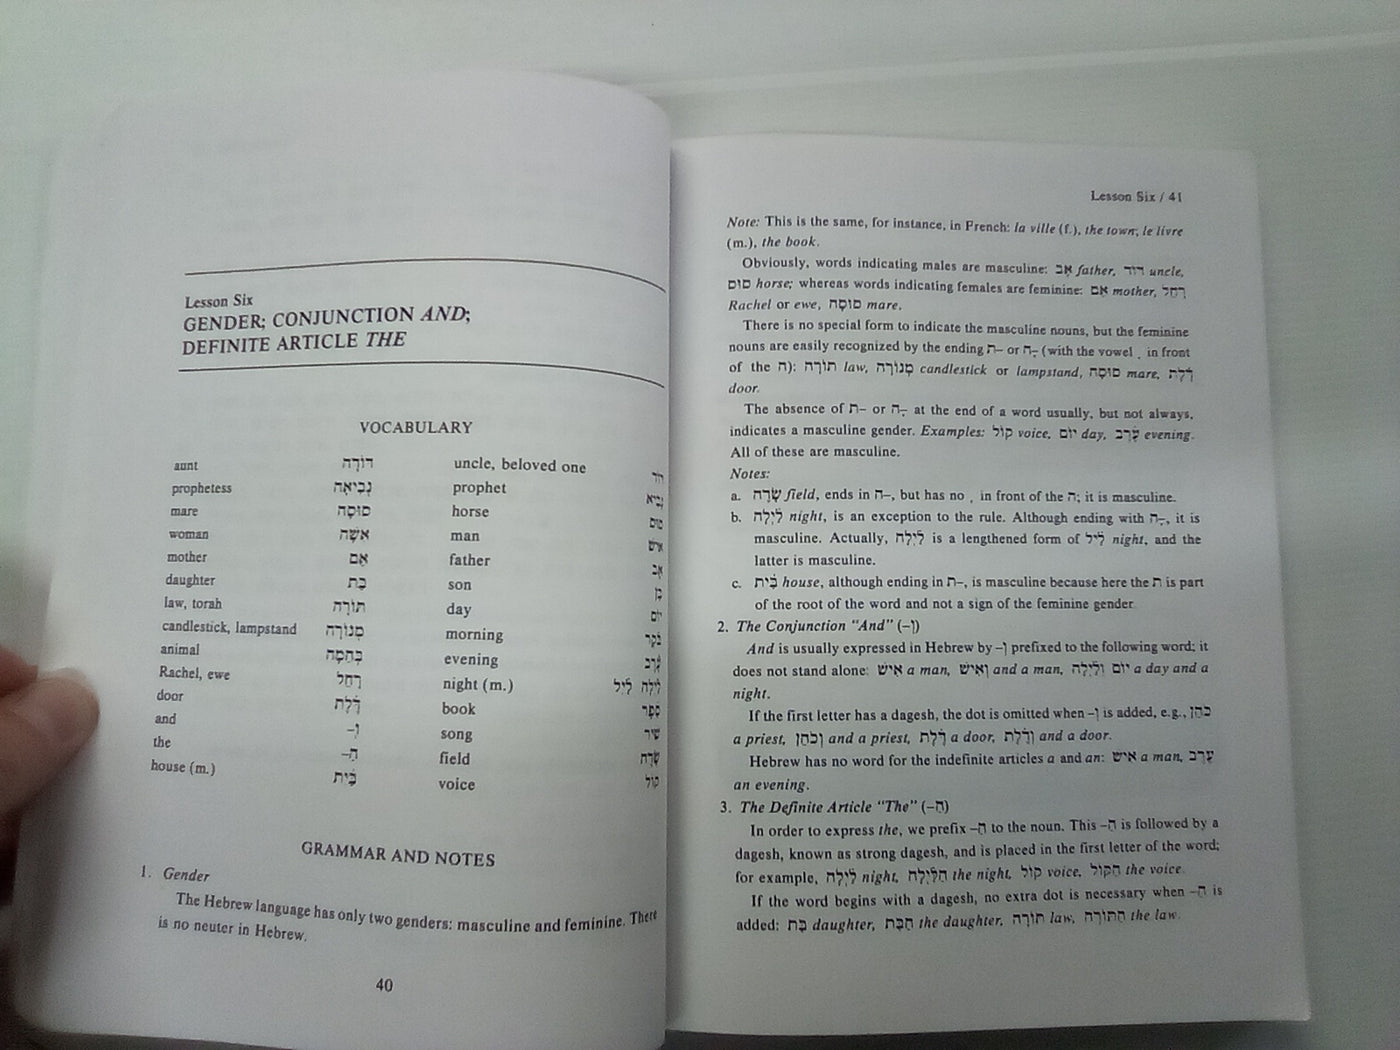 Lesson Six
GENDER; CONJUNCTION AND;
DEFINITE ARTICLE THE
VOCABULARY
aunt דּוֹדָה uncle, beloved one דּוֹד
prophetess נְבִיאָה prophet נָבִיא
mare סוּסָה horse סוּס
woman אִשָּׁה man אִישׁ
mother אֵם father אָב
daughter בַּת son בֵּן
law, torah תּוֹרָה day יוֹם
candlestick, lampstand מְנוֹרָה morning בֹּקֶר
animal בְּהֵמָה evening עֶרֶב
Rachel, ewe רָחֵל night (m.) לַיְלָה לַיִל
door דֶּלֶת book סֵפֶר
and וְ– song שִׁיר
the הַ– field שָׂדֶה
house (m.) בַּיִת voice קוֹל
GRAMMAR AND NOTES
1. Gender
The Hebrew language has only two genders: masculine and feminine. There
is no neuter in Hebrew.
40
Lesson Six / 41
Note: This is the same, for instance, in French: la ville (f.), the town; le livre
(m.), the book.
Obviously, words indicating males are masculine: אָב father, דּוֹד uncle,
סוּס horse; whereas words indicating females are feminine: אֵם mother, רָחֵל
Rachel or ewe, סוּסָה mare.
There is no special form to indicate the masculine nouns, but the feminine
nouns are easily recognized by the ending ת– or ָה– (with the vowel ָ in front
of the ה): תּוֹרָה law, מְנוֹרָה candlestick or lampstand, סוּסָה mare, דֶּלֶת
door.
The absence of ת– or ָה– at the end of a word usually, but not always,
indicates a masculine gender. Examples: קוֹל voice, יוֹם day, עֶרֶב evening.
All of these are masculine.
Notes:
a. שָׂדֶה field, ends in ה–, but has no ָ in front of the ה; it is masculine.
b. לַיְלָה night, is an exception to the rule. Although ending with ָה–, it is
masculine. Actually, לַיְלָה is a lengthened form of לַיִל night, and the
latter is masculine.
c. בַּיִת house, although ending in ת–, is masculine because here the ת is part
of the root of the word and not a sign of the feminine gender.
2. The Conjunction “And” (–וְ)
And is usually expressed in Hebrew by –וְ prefixed to the following word; it
does not stand alone: אִישׁ a man, וְאִישׁ and a man, יוֹם וְלַיְלָה a day and a
night.
If the first letter has a dagesh, the dot is omitted when –וְ is added, e.g., כֹּהֵן
a priest, וְכֹהֵן and a priest, דֶּלֶת a door, וְדֶלֶת and a door.
Hebrew has no word for the indefinite articles a and an: אִישׁ a man, עֶרֶב
an evening.
3. The Definite Article “The” (–הַ)
In order to express the, we prefix –הַ to the noun. This –הַ is followed by a
dagesh, known as strong dagesh, and is placed in the first letter of the word;
for example, לַיְלָה night, הַלַּיְלָה the night, קוֹל voice, הַקּוֹל the voice.
If the word begins with a dagesh, no extra dot is necessary when –הַ is
added: בַּת daughter, הַבַּת the daughter, תּוֹרָה law, הַתּוֹרָה the law.